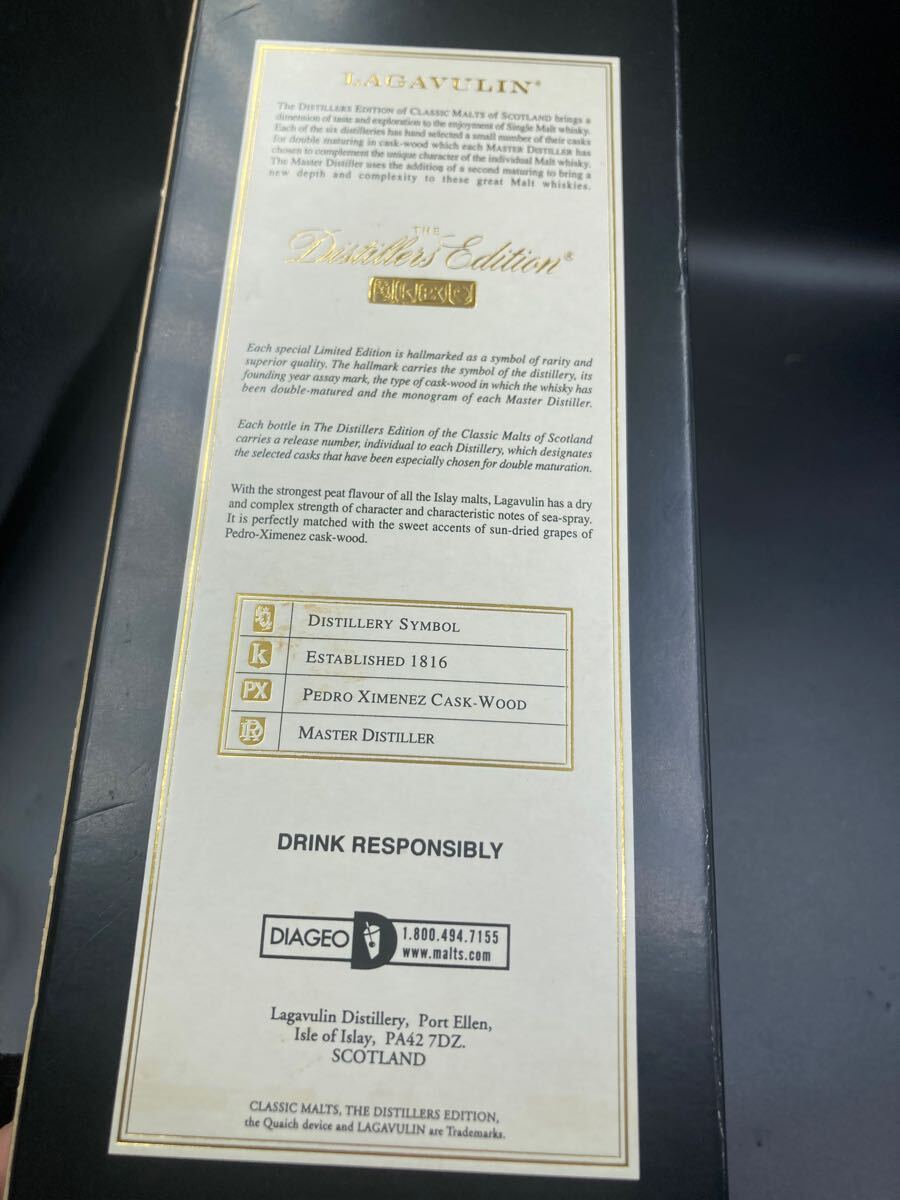 LAGAVULIN®
The DISTILLERS EDITION of CLASSIC MALTS of SCOTLAND brings a
dimension of taste and exploration to the enjoyment of Single Malt whisky.
Each of the six distilleries has hand selected a small number of their casks
for double maturing in cask-wood which each MASTER DISTILLER has
chosen to complement the unique character of the individual Malt whisky.
The Master Distiller uses the addition of a second maturing to bring a
new depth and complexity to these great Malt whiskies.
THE
Distillers Edition®
k PX
Each special Limited Edition is hallmarked as a symbol of rarity and
superior quality. The hallmark carries the symbol of the distillery, its
founding year assay mark, the type of cask-wood in which the whisky has
been double-matured and the monogram of each Master Distiller.
Each bottle in The Distillers Edition of the Classic Malts of Scotland
carries a release number, individual to each Distillery, which designates
the selected casks that have been especially chosen for double maturation.
With the strongest peat flavour of all the Islay malts, Lagavulin has a dry
and complex strength of character and characteristic notes of sea-spray.
It is perfectly matched with the sweet accents of sun-dried grapes of
Pedro-Ximenez cask-wood.
DISTILLERY SYMBOL
k ESTABLISHED 1816
PX PEDRO XIMENEZ CASK-WOOD
MASTER DISTILLER
DRINK RESPONSIBLY
DIAGEO D 1.800.494.7155
www.malts.com
Lagavulin Distillery, Port Ellen,
Isle of Islay, PA42 7DZ.
SCOTLAND
CLASSIC MALTS, THE DISTILLERS EDITION,
the Quaich device and LAGAVULIN are Trademarks.